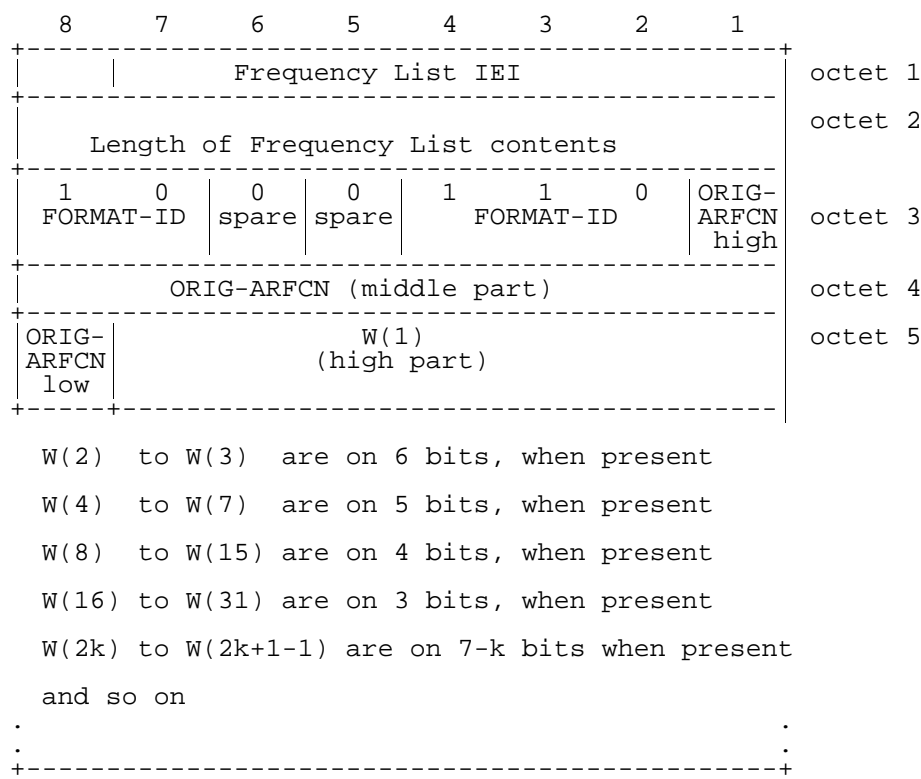 8 7 6 5 4 3 2 1
Frequency List IEI octet 1
octet 2
Length of Frequency List contents
1 0 0 0 1 1 0 ORIG-
FORMAT-ID spare spare FORMAT-ID ARFCN octet 3
high
ORIG-ARFCN (middle part) octet 4
ORIG- W(1) octet 5
ARFCN (high part)
low
W(2) to W(3) are on 6 bits, when present
W(4) to W(7) are on 5 bits, when present
W(8) to W(15) are on 4 bits, when present
W(16) to W(31) are on 3 bits, when present
W(2k) to W(2k+1-1) are on 7-k bits when present
and so on
. .
. .